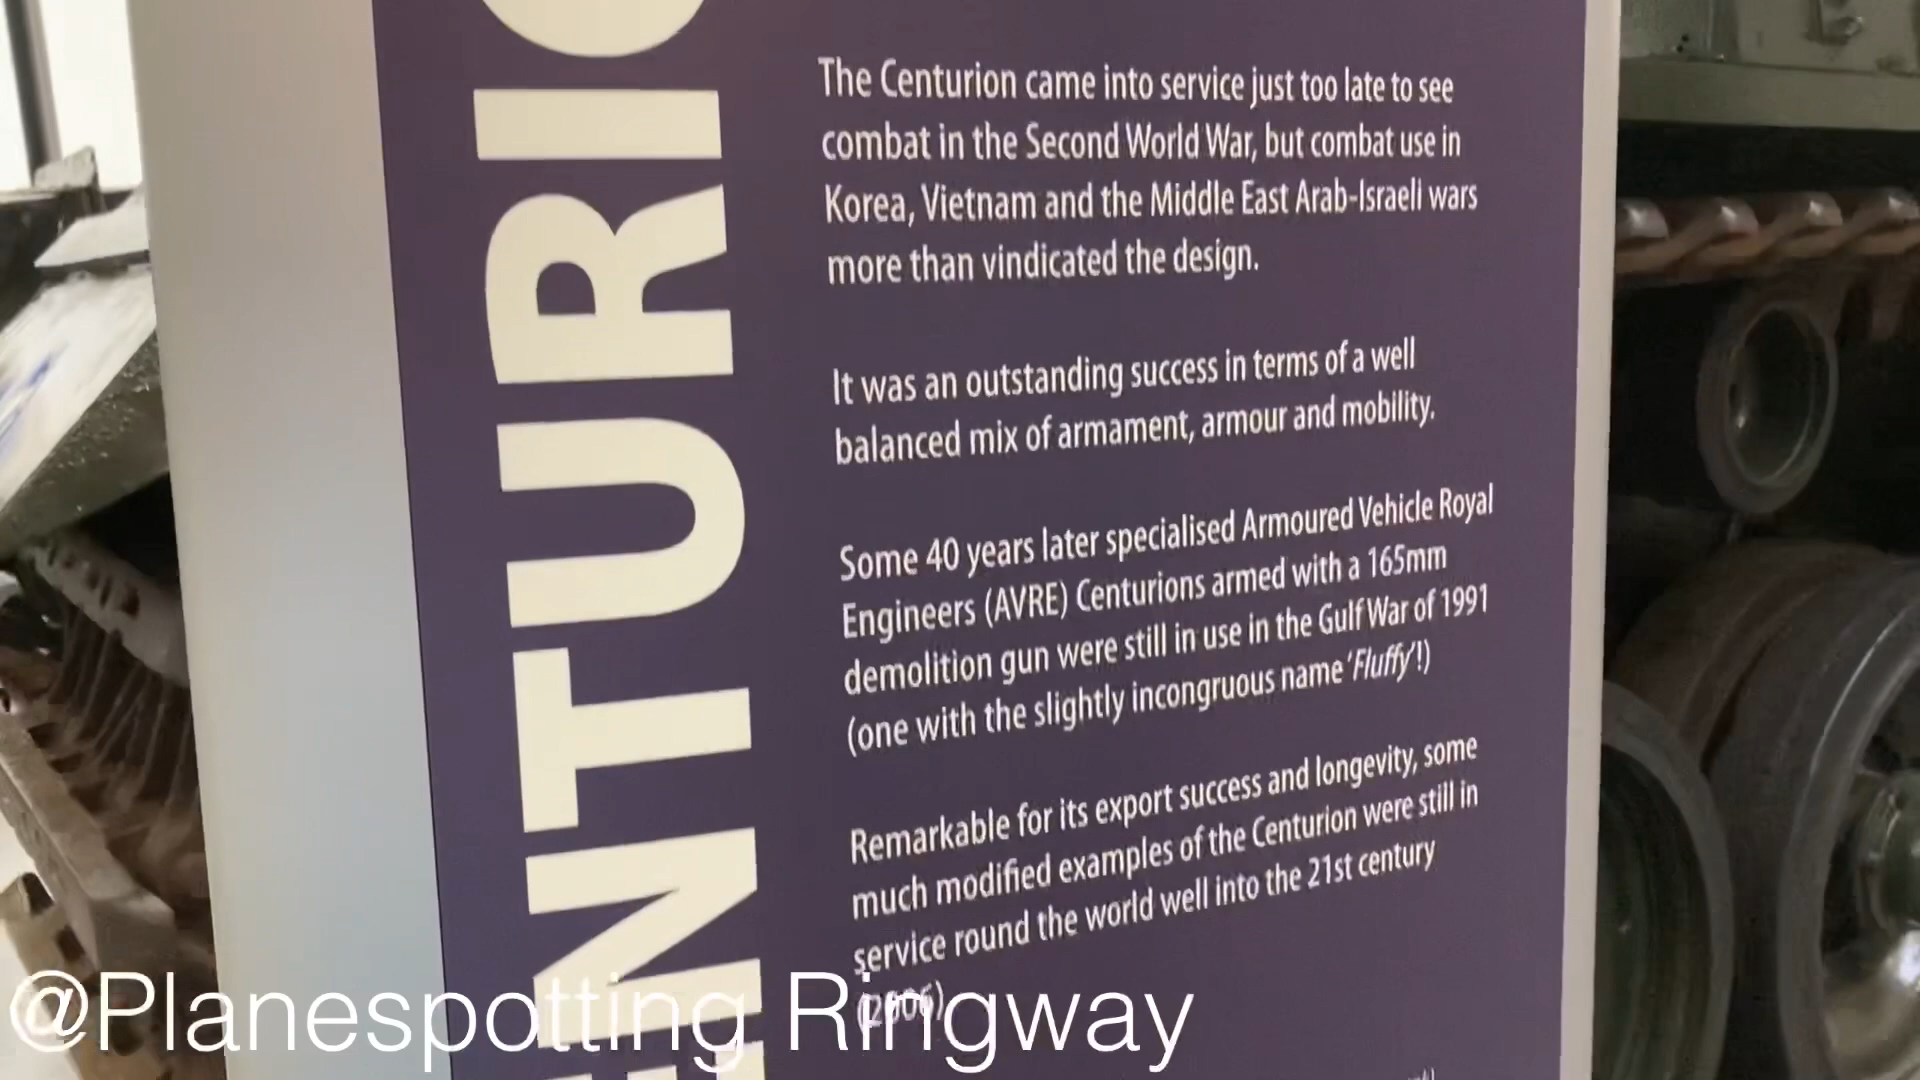 The Centurion came into service just too late to see
combat in the Second World War, but combat use in
Korea, Vietnam and the Middle East Arab-Israeli wars
more than vindicated the design.
It was an outstanding success in terms of a well
balanced mix of armament, armour and mobility.
Some 40 years later specialised Armoured Vehicle Royal
Engineers (AVRE) Centurions armed with a 165mm
demolition gun were still in use in the Gulf War of 1991
(one with the slightly incongruous name 'Fluffy'!)
Remarkable for its export success and longevity, some
much modified examples of the Centurion were still in
service round the world well into the 21st century
(2006)
ENTURIO
@Planespotting Ringway